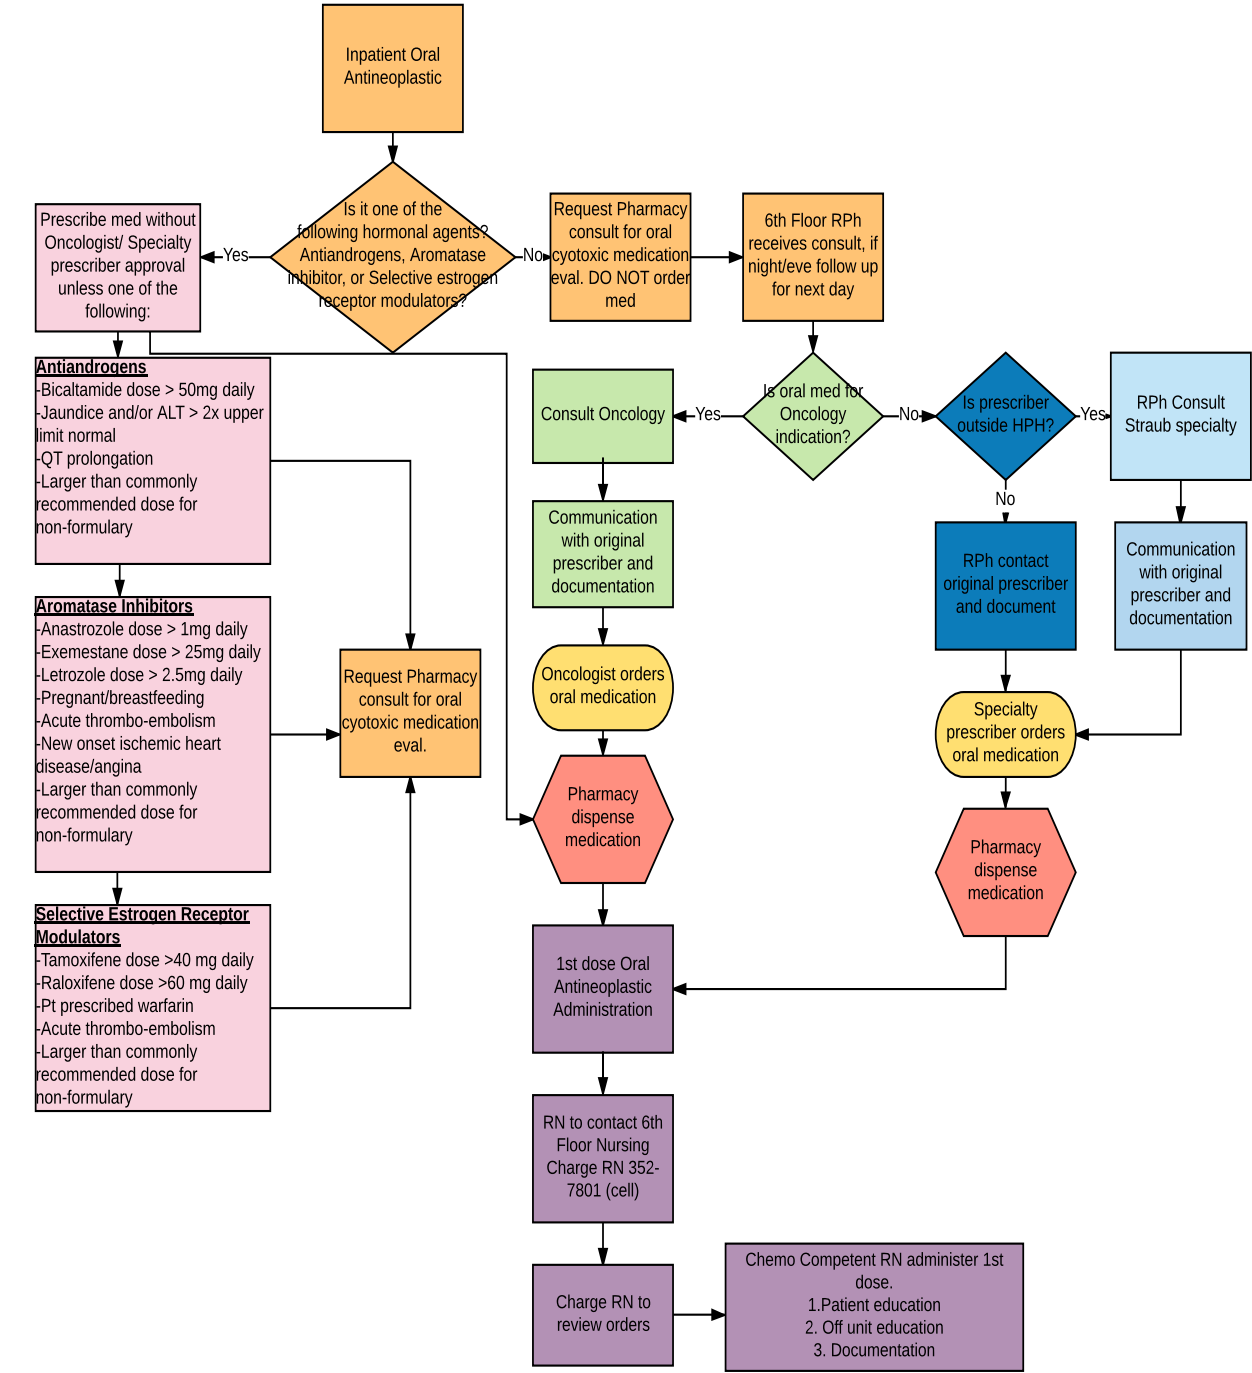 Inpatient Oral
Antineoplastic
Is it one of the
following hormonal agents?
Antiandrogens, Aromatase
inhibitor, or Selective estrogen
receptor modulators?
Yes
No
Prescribe med without
Oncologist/ Specialty
prescriber approval
unless one of the
following:
Request Pharmacy
consult for oral
cyotoxic medication
eval. DO NOT order
med
6th Floor RPh
receives consult, if
night/eve follow up
for next day
Antiandrogens
-Bicaltamide dose > 50mg daily
-Jaundice and/or ALT > 2x upper
limit normal
-QT prolongation
-Larger than commonly
recommended dose for
non-formulary
Consult Oncology
Yes
Is oral med for
Oncology
indication?
No
Is prescriber
outside HPH?
Yes
RPh Consult
Straub specialty
No
Communication
with original
prescriber and
documentation
RPh contact
original prescriber
and document
Communication
with original
prescriber and
documentation
Aromatase Inhibitors
-Anastrozole dose > 1mg daily
-Exemestane dose > 25mg daily
-Letrozole dose > 2.5mg daily
-Pregnant/breastfeeding
-Acute thrombo-embolism
-New onset ischemic heart
disease/angina
-Larger than commonly
recommended dose for
non-formulary
Request Pharmacy
consult for oral
cyotoxic medication
eval.
Oncologist orders
oral medication
Specialty
prescriber orders
oral medication
Pharmacy
dispense
medication
Pharmacy
dispense
medication
Selective Estrogen Receptor
Modulators
-Tamoxifene dose >40 mg daily
-Raloxifene dose >60 mg daily
-Pt prescribed warfarin
-Acute thrombo-embolism
-Larger than commonly
recommended dose for
non-formulary
1st dose Oral
Antineoplastic
Administration
RN to contact 6th
Floor Nursing
Charge RN 352-
7801 (cell)
Charge RN to
review orders
Chemo Competent RN administer 1st
dose.
1.Patient education
2. Off unit education
3. Documentation